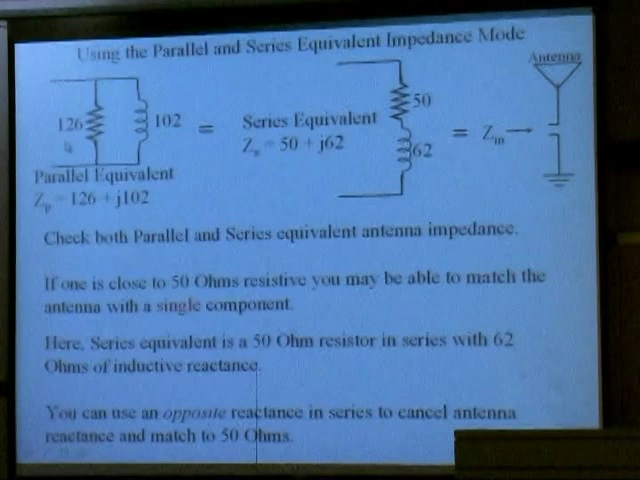 Using the Parallel and Series Equivalent Impedance Mode
Antenna
126
102
=
Series Equivalent
Zs = 50 + j62
50
62
= Zin
Parallel Equivalent
Zp = 126 + j102
Check both Parallel and Series equivalent antenna impedance.
If one is close to 50 Ohms resistive you may be able to match the
antenna with a single component.
Here, Series equivalent is a 50 Ohm resistor in series with 62
Ohms of inductive reactance.
You can use an opposite reactance in series to cancel antenna
reactance and match to 50 Ohms.